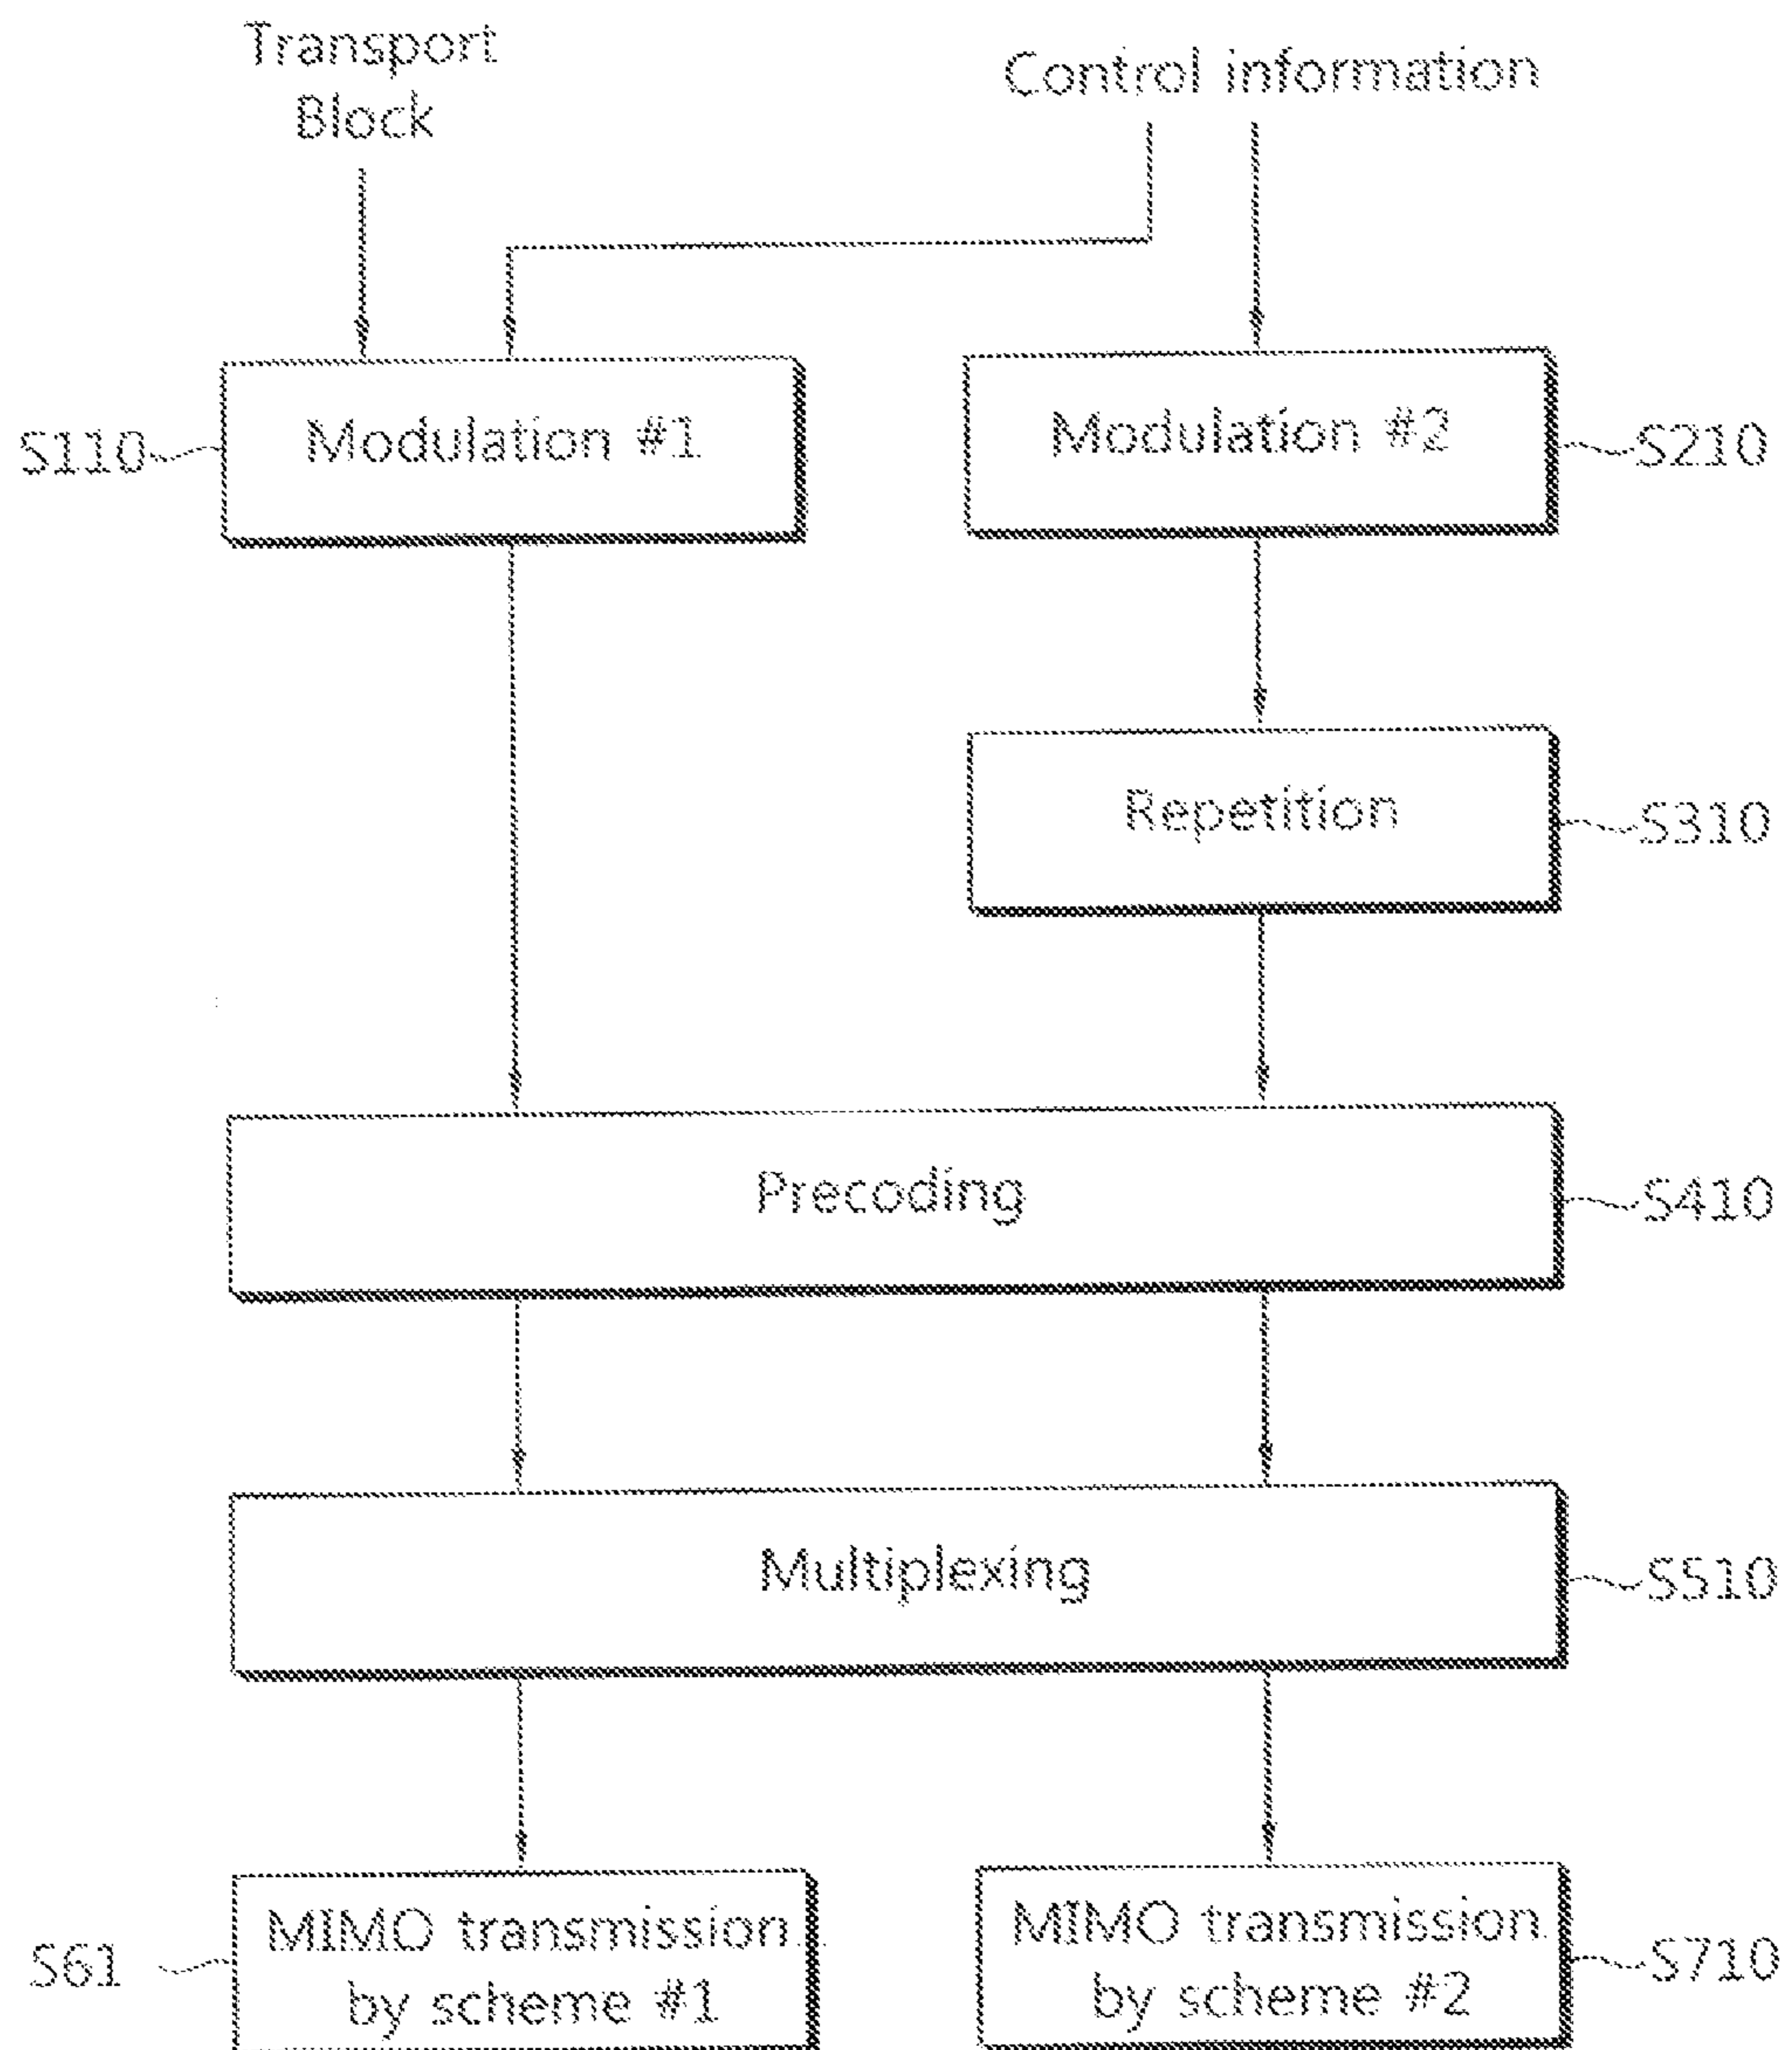 Transport
Block
Control information
Modulation #1
S110
Modulation #2
S210
Repetition
S310
Precoding
S410
Multiplexing
S510
MIMO transmission
by scheme #1
S61
MIMO transmission
by scheme #2
S710